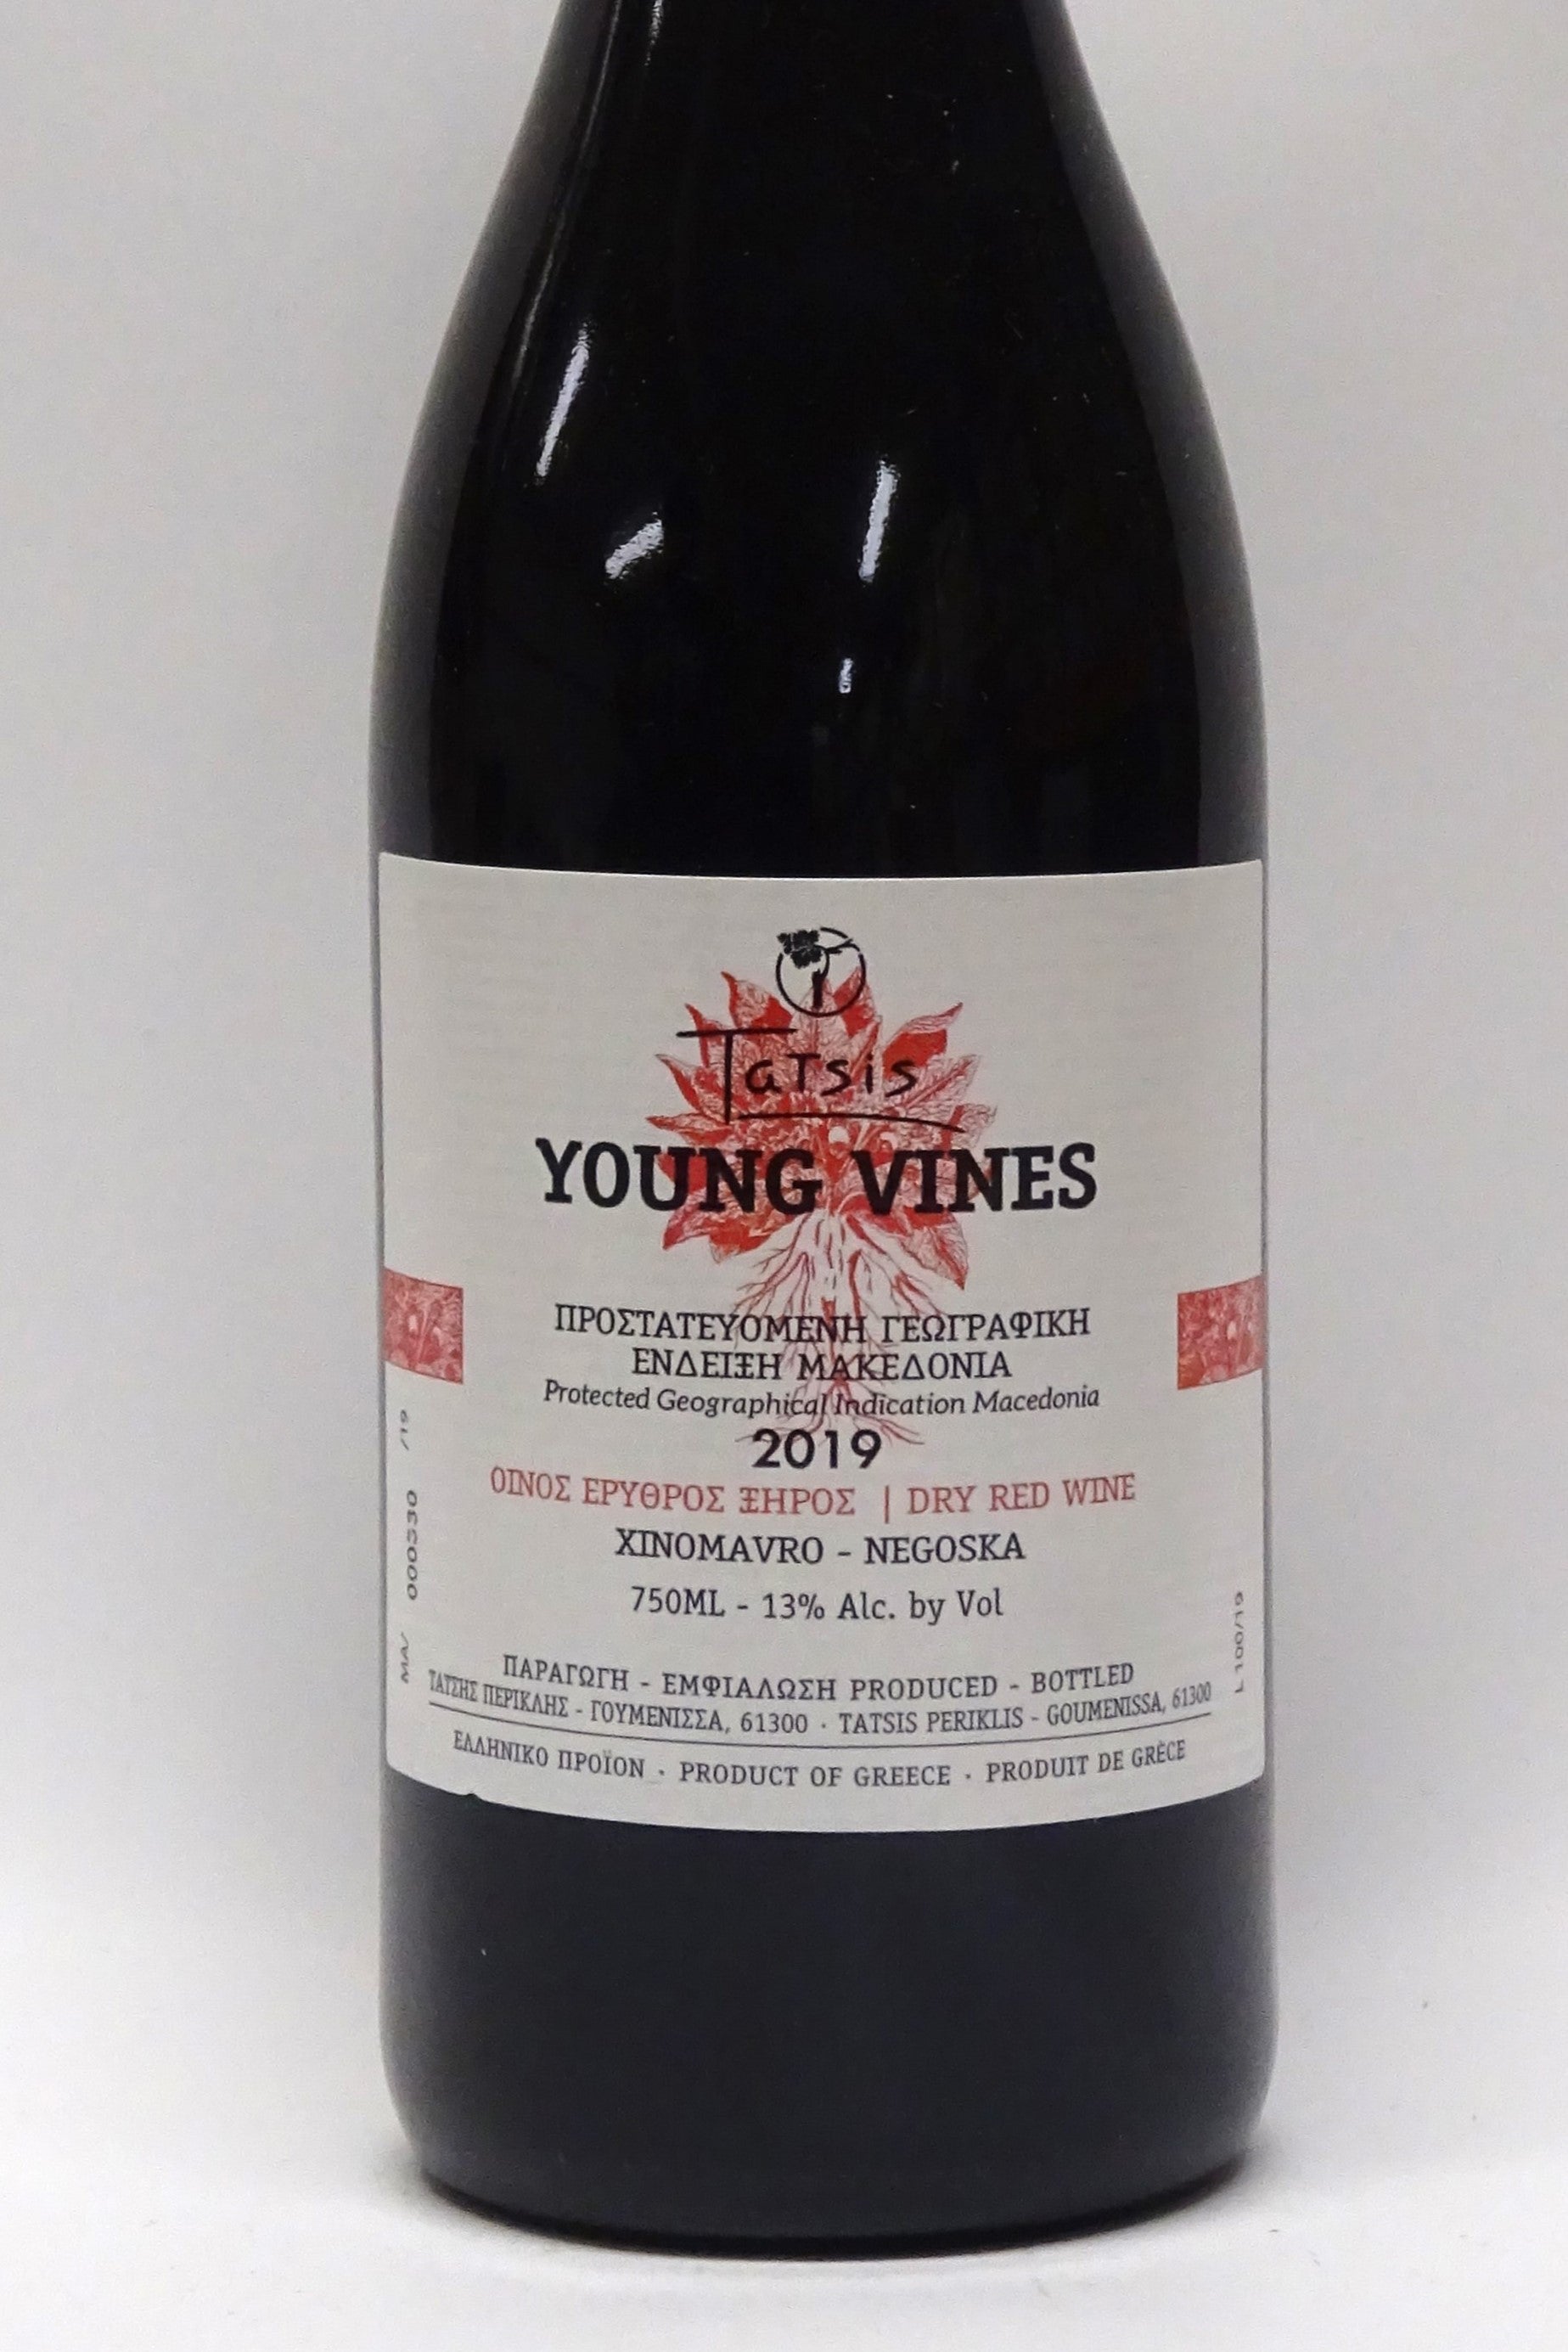 Tatsis
YOUNG VINES
ΠΡΟΣΤΑΤΕΥΟΜΕΝΗ ΓΕΩΓΡΑΦΙΚΗ
ΕΝΔΕΙΞΗ ΜΑΚΕΔΟΝΙΑ
Protected Geographical Indication Macedonia
2019
ΟΙΝΟΣ ΕΡΥΘΡΟΣ ΞΗΡΟΣ | DRY RED WINE
XINOMAVRO - NEGOSKA
750ML - 13% Alc. by Vol
ΠΑΡΑΓΩΓΗ - ΕΜΦΙΑΛΩΣΗ PRODUCED - BOTTLED
ΤΑΤΣΗΣ ΠΕΡΙΚΛΗΣ - ΓΟΥΜΕΝΙΣΣΑ, 61300 · TATSIS PERIKLIS - GOUMENISSA, 61300
ΕΛΛΗΝΙΚΟ ΠΡΟΪΟΝ · PRODUCT OF GREECE · PRODUIT DE GRÈCE
MA/ /19
L 100/19